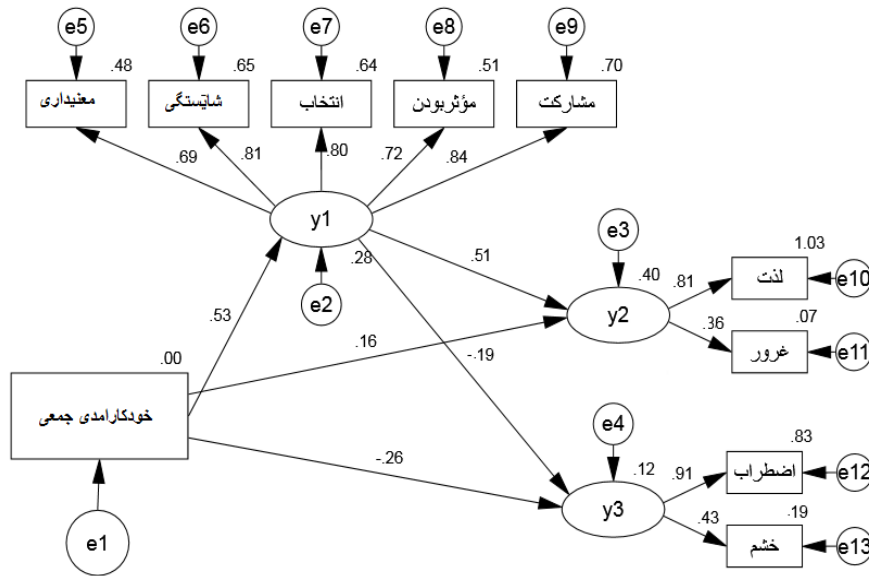 e5
e6
e7
e8
e9
.48
.65
.64
.51
.70
معنیداری
شایستگی
انتخاب
مؤثربودن
مشارکت
.69
.81
.80
.72
.84
y1
.28
e2
e3
.51
.40
.81
1.03
لذت
e10
y2
.36
.07
غرور
e11
.53
.16
-.19
.00
خودکارامدی جمعی
e1
-.26
e4
.12
.91
.83
اضطراب
e12
y3
.43
.19
خشم
e13